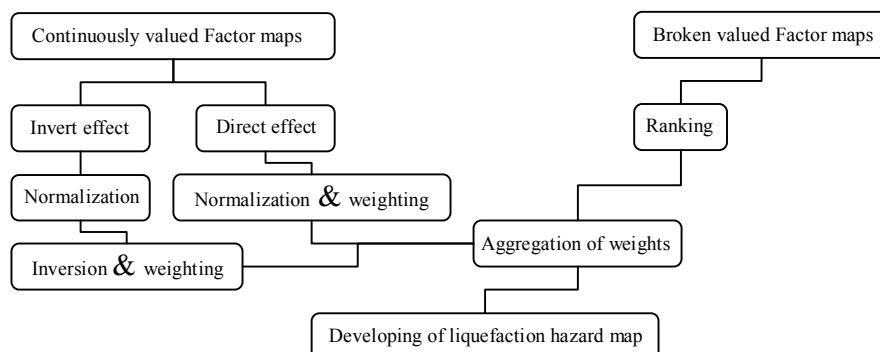 Continuously valued Factor maps
Broken valued Factor maps
Invert effect
Direct effect
Ranking
Normalization
Normalization & weighting
Aggregation of weights
Inversion & weighting
Developing of liquefaction hazard map